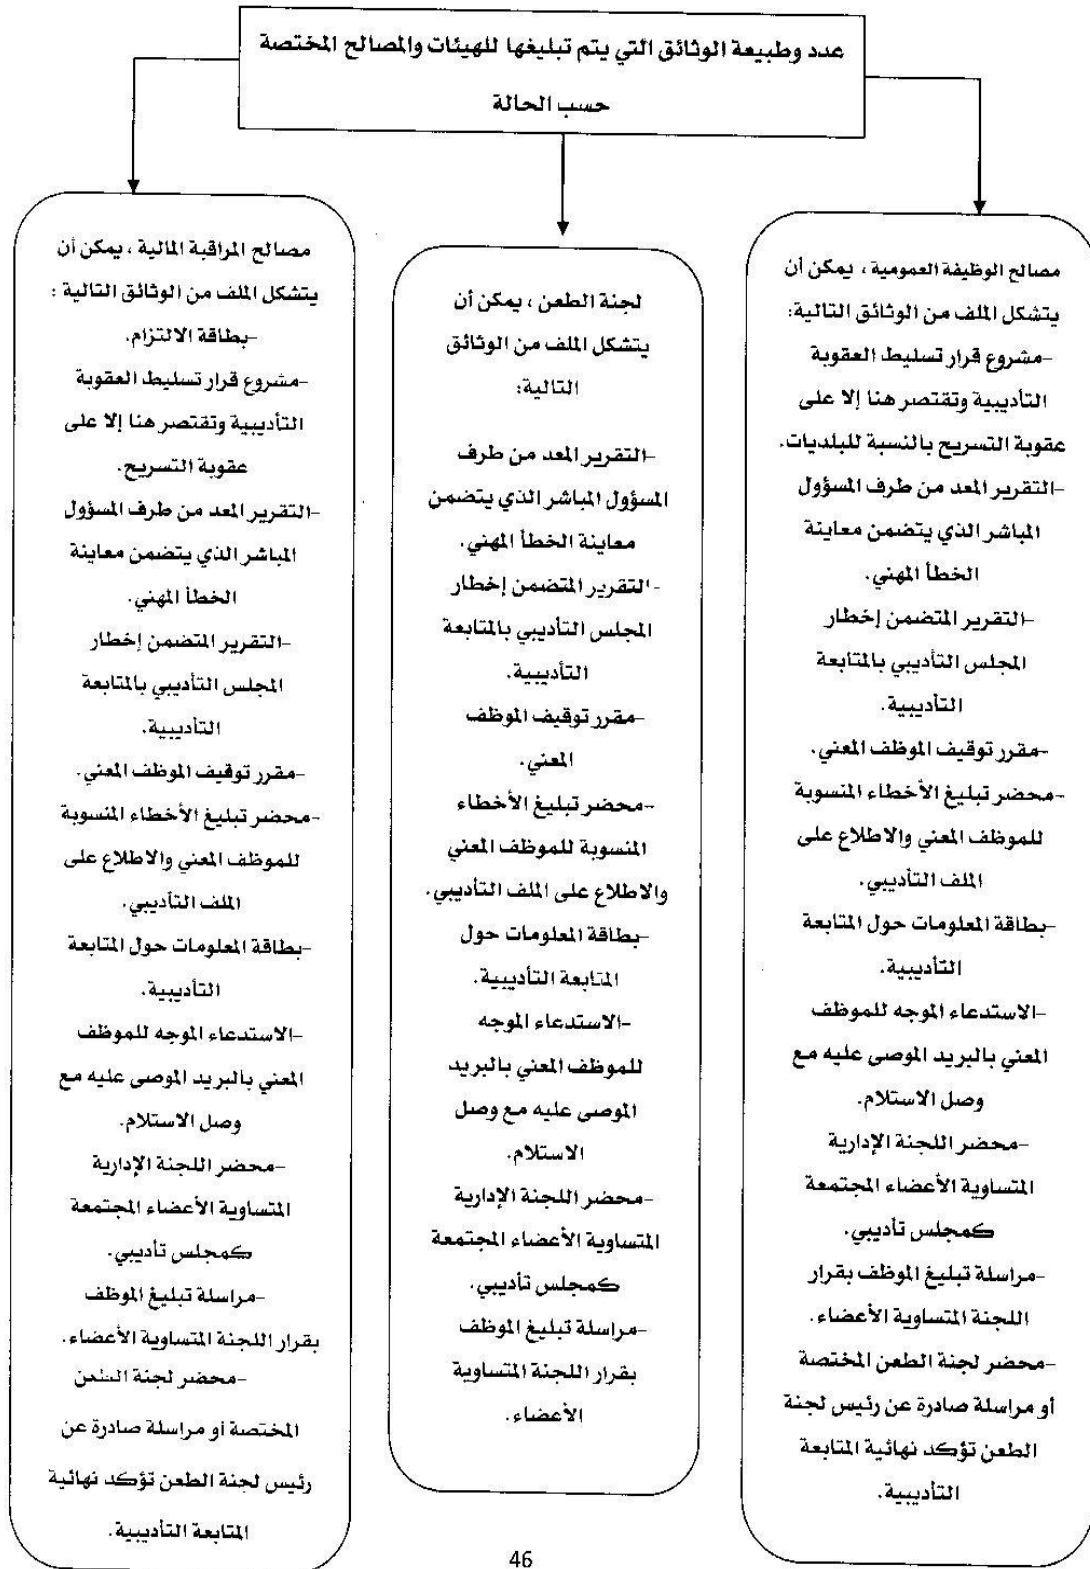 عدد وطبيعة الوثائق التي يتم تبليغها للهيئات والمصالح المختصة
حسب الحالة
مصالح الوظيفة العمومية ، يمكن أن
يتشكل الملف من الوثائق التالية:
-مشروع قرار تسليط العقوبة
التأديبية وتقتصر هنا إلا على
عقوبة التسريح بالنسبة للبلديات.
-التقرير المعد من طرف المسؤول
المباشر الذي يتضمن معاينة
الخطأ المهني.
-التقرير المتضمن إخطار
المجلس التأديبي بالمتابعة
التأديبية.
-مقرر توقيف الموظف المعني.
-محضر تبليغ الأخطاء المنسوبة
للموظف المعني والاطلاع على
الملف التأديبي.
-بطاقة المعلومات حول المتابعة
التأديبية.
-الاستدعاء الموجه للموظف
المعني بالبريد الموصى عليه مع
وصل الاستلام.
-محضر اللجنة الإدارية
المتساوية الأعضاء المجتمعة
كمجلس تأديبي.
-مراسلة تبليغ الموظف بقرار
اللجنة المتساوية الأعضاء.
-محضر لجنة الطعن المختصة
أو مراسلة صادرة عن رئيس لجنة
الطعن تؤكد نهائية المتابعة
التأديبية.
لجنة الطعن ، يمكن أن
يتشكل الملف من الوثائق
التالية:
-التقرير المعد من طرف
المسؤول المباشر الذي يتضمن
معاينة الخطأ المهني.
-التقرير المتضمن إخطار
المجلس التأديبي بالمتابعة
التأديبية.
-مقرر توقيف الموظف
المعني.
-محضر تبليغ الأخطاء
المنسوبة للموظف المعني
والاطلاع على الملف التأديبي.
-بطاقة المعلومات حول
المتابعة التأديبية.
-الاستدعاء الموجه
للموظف المعني بالبريد
الموصى عليه مع وصل
الاستلام.
-محضر اللجنة الإدارية
المتساوية الأعضاء المجتمعة
كمجلس تأديبي.
-مراسلة تبليغ الموظف
بقرار اللجنة المتساوية
الأعضاء.
مصالح المراقبة المالية ، يمكن أن
يتشكل الملف من الوثائق التالية :
-بطاقة الالتزام.
-مشروع قرار تسليط العقوبة
التأديبية وتقتصر هنا إلا على
عقوبة التسريح.
-التقرير المعد من طرف المسؤول
المباشر الذي يتضمن معاينة
الخطأ المهني.
-التقرير المتضمن إخطار
المجلس التأديبي بالمتابعة
التأديبية.
-مقرر توقيف الموظف المعني.
-محضر تبليغ الأخطاء المنسوبة
للموظف المعني والاطلاع على
الملف التأديبي.
-بطاقة المعلومات حول المتابعة
التأديبية.
-الاستدعاء الموجه للموظف
المعني بالبريد الموصى عليه مع
وصل الاستلام.
-محضر اللجنة الإدارية
المتساوية الأعضاء المجتمعة
كمجلس تأديبي.
-مراسلة تبليغ الموظف
بقرار اللجنة المتساوية الأعضاء.
-محضر لجنة الطعن
المختصة أو مراسلة صادرة عن
رئيس لجنة الطعن تؤكد نهائية
المتابعة التأديبية.
46